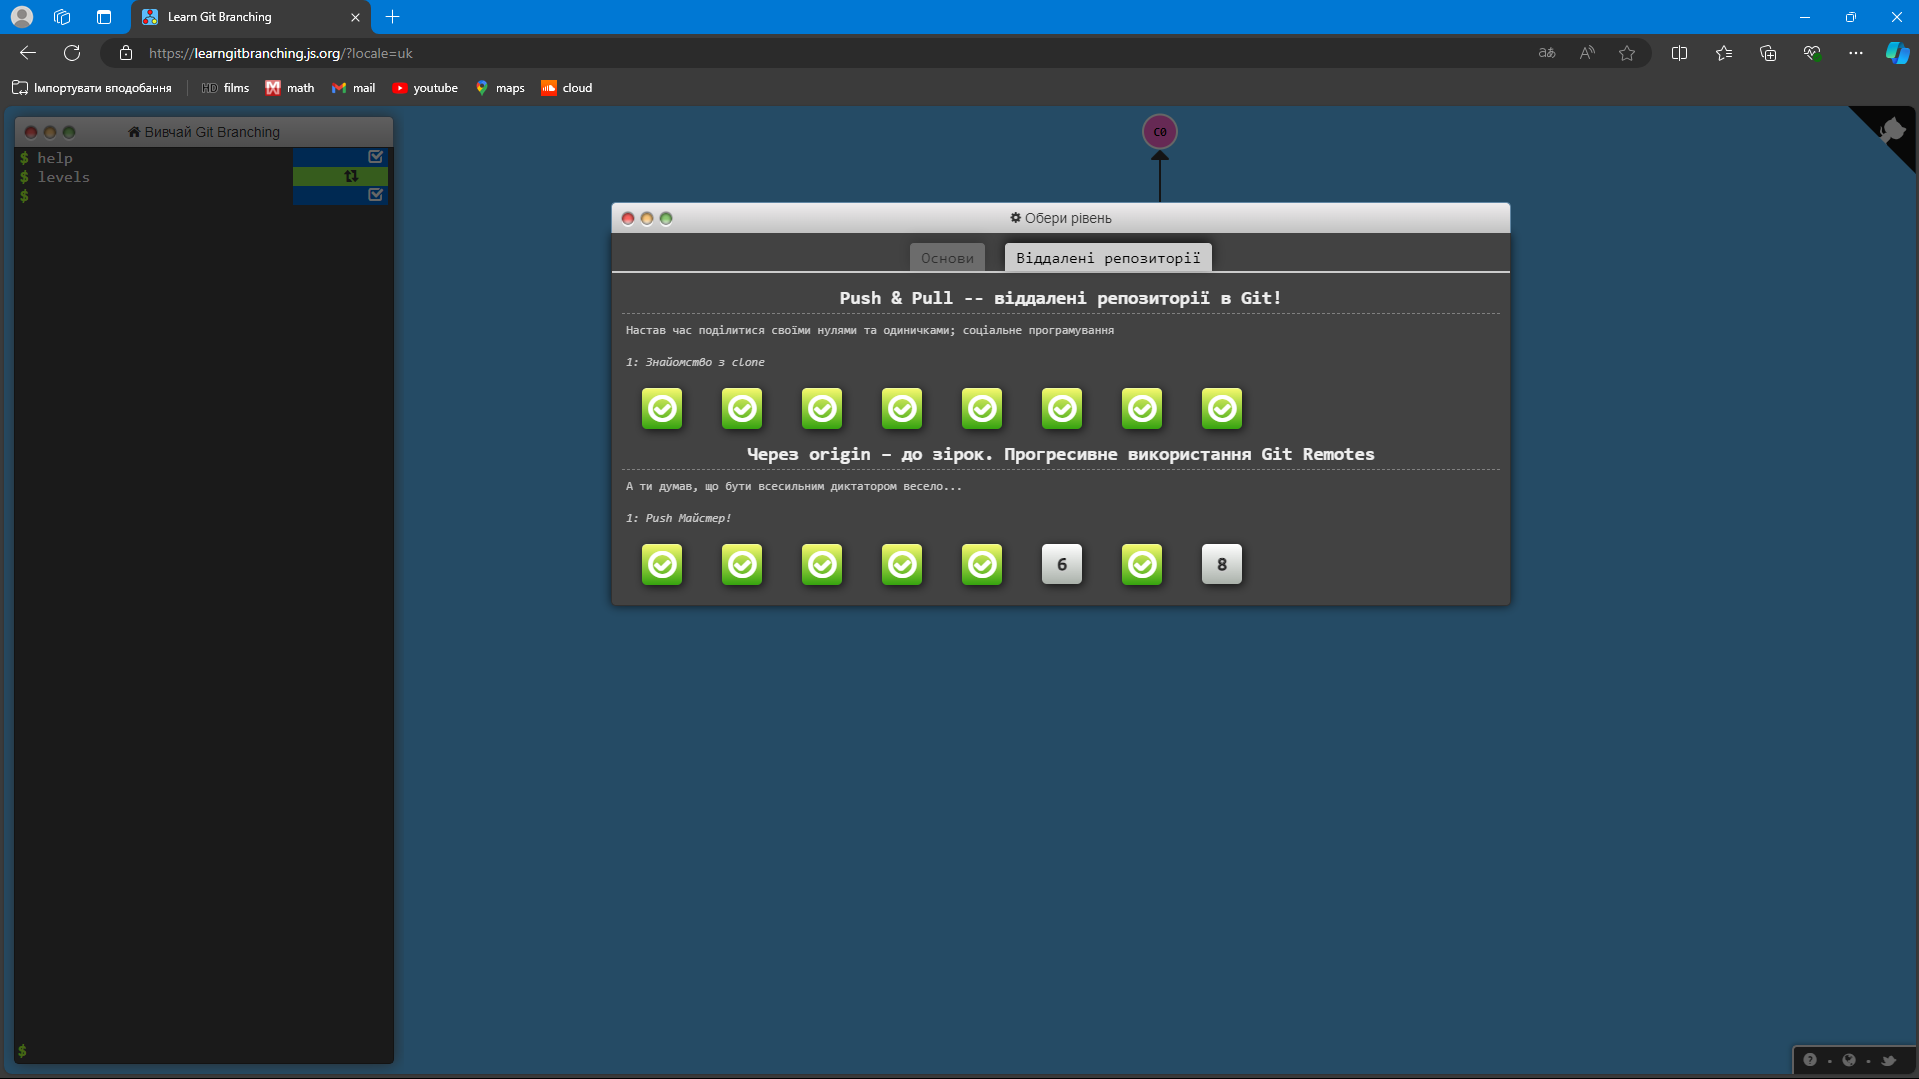 Learn Git Branching
https://learngitbranching.js.org/?locale=uk
Імпортувати вподобання
HD films
math
mail
youtube
maps
cloud
Вивчай Git Branching
$ help
$ levels
$
$
C0
Обери рівень
Основи
Віддалені репозиторії
Push & Pull -- віддалені репозиторії в Git!
Настав час поділитися своїми нулями та одиничками; соціальне програмування
1: Знайомство з clone
Через origin – до зірок. Прогресивне використання Git Remotes
А ти думав, що бути всесильним диктатором весело...
1: Push Майстер!
6
8